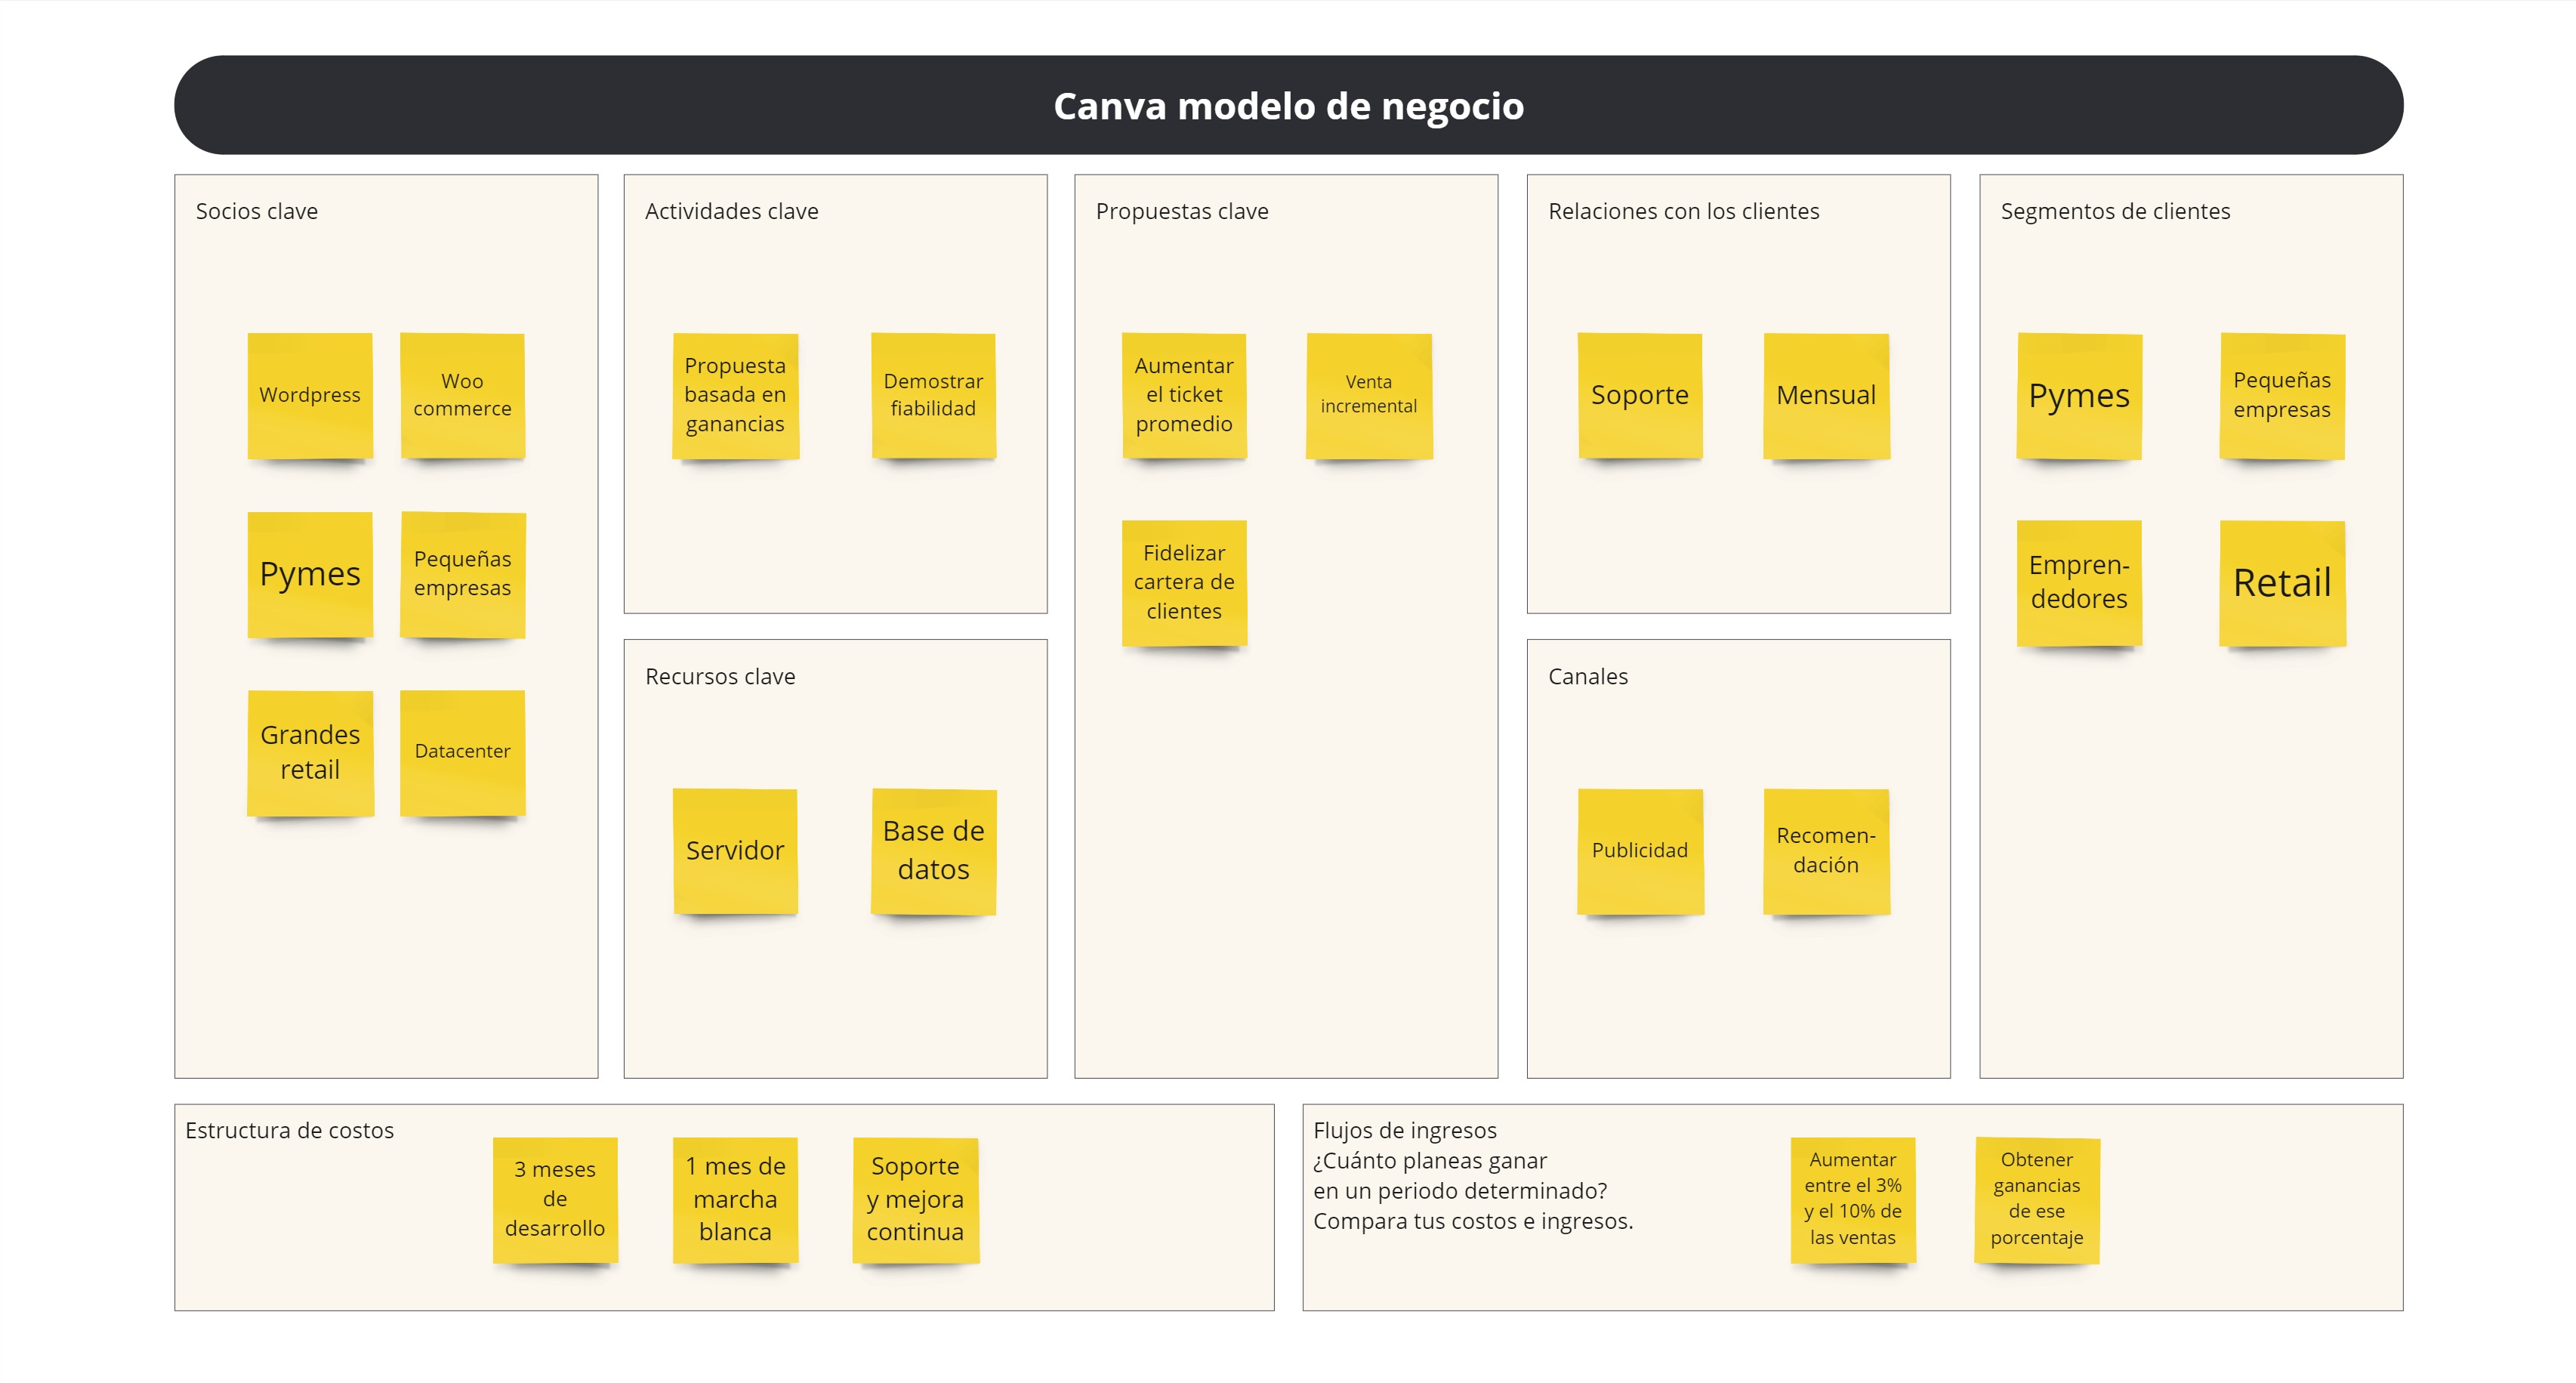 Canva modelo de negocio
Socios clave
Wordpress
Woo
commerce
Pymes
Pequeñas
empresas
Grandes
retail
Datacenter
Actividades clave
Propuesta
basada en
ganancias
Demostrar
fiabilidad
Recursos clave
Servidor
Base de
datos
Propuestas clave
Aumentar
el ticket
promedio
Venta
incremental
Fidelizar
cartera de
clientes
Relaciones con los clientes
Soporte
Mensual
Canales
Publicidad
Recomen-
dación
Segmentos de clientes
Pymes
Pequeñas
empresas
Empren-
dedores
Retail
Estructura de costos
3 meses
de
desarrollo
1 mes de
marcha
blanca
Soporte
y mejora
continua
Flujos de ingresos
¿Cuánto planeas ganar
en un periodo determinado?
Compara tus costos e ingresos.
Aumentar
entre el 3%
y el 10% de
las ventas
Obtener
ganancias
de ese
porcentaje